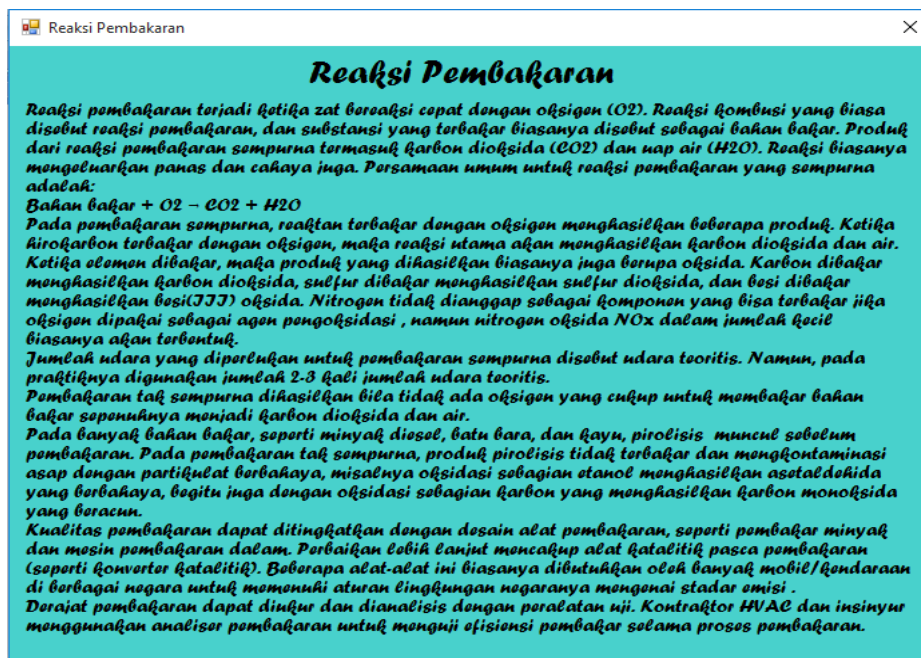 Reaksi Pembakaran
Reaksi Pembakaran
Reaksi pembakaran terjadi ketika zat bereaksi cepat dengan oksigen (O2). Reaksi kombusi yang biasa
disebut reaksi pembakaran, dan substansi yang terbakar biasanya disebut sebagai bahan bakar. Produk
dari reaksi pembakaran sempurna termasuk karbon dioksida (CO2) dan uap air (H2O). Reaksi biasanya
mengeluarkan panas dan cahaya juga. Persamaan umum untuk reaksi pembakaran yang sempurna
adalah:
Bahan bakar + O2 – CO2 + H2O
Pada pembakaran sempurna, reaktan terbakar dengan oksigen menghasilkan beberapa produk. Ketika
hirokarbon terbakar dengan oksigen, maka reaksi utama akan menghasilkan karbon dioksida dan air.
Ketika elemen dibakar, maka produk yang dihasilkan biasanya juga berupa oksida. Karbon dibakar
menghasilkan karbon dioksida, sulfur dibakar menghasilkan sulfur dioksida, dan besi dibakar
menghasilkan besi(III) oksida. Nitrogen tidak dianggap sebagai komponen yang bisa terbakar jika
oksigen dipakai sebagai agen pengoksidasi , namun nitrogen oksida NOx dalam jumlah kecil
biasanya akan terbentuk.
Jumlah udara yang diperlukan untuk pembakaran sempurna disebut udara teoritis. Namun, pada
praktiknya digunakan jumlah 2-3 kali jumlah udara teoritis.
Pembakaran tak sempurna dihasilkan bila tidak ada oksigen yang cukup untuk membakar bahan
bakar sepenuhnya menjadi karbon dioksida dan air.
Pada banyak bahan bakar, seperti minyak diesel, batu bara, dan kayu, pirolisis  muncul sebelum
pembakaran. Pada pembakaran tak sempurna, produk pirolisis tidak terbakar dan mengkontaminasi
asap dengan partikulat berbahaya, misalnya oksidasi sebagian etanol menghasilkan asetaldehida
yang berbahaya, begitu juga dengan oksidasi sebagian karbon yang menghasilkan karbon monoksida
yang beracun.
Kualitas pembakaran dapat ditingkatkan dengan desain alat pembakaran, seperti pembakar minyak
dan mesin pembakaran dalam. Perbaikan lebih lanjut mencakup alat katalitik pasca pembakaran
(seperti konverter katalitik). Beberapa alat-alat ini biasanya dibutuhkan oleh banyak mobil/kendaraan
di berbagai negara untuk memenuhi aturan lingkungan negaranya mengenai stadar emisi .
Derajat pembakaran dapat diukur dan dianalisis dengan peralatan uji. Kontraktor HVAC dan insinyur
menggunakan analiser pembakaran untuk menguji efisiensi pembakar selama proses pembakaran.